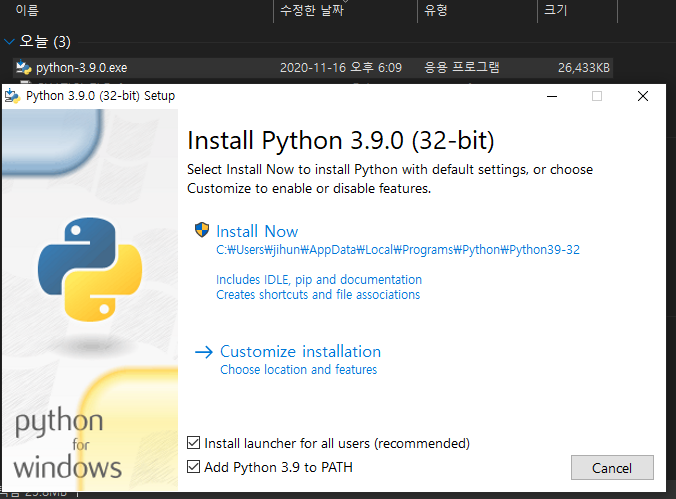 이름 수정한 날짜 유형 크기
오늘 (3)
python-3.9.0.exe 2020-11-16 오후 6:09 응용 프로그램 26,433KB
Python 3.9.0 (32-bit) Setup
Install Python 3.9.0 (32-bit)
Select Install Now to install Python with default settings, or choose
Customize to enable or disable features.
Install Now
C:₩Users₩jihun₩AppData₩Local₩Programs₩Python₩Python39-32
Includes IDLE, pip and documentation
Creates shortcuts and file associations
Customize installation
Choose location and features
Install launcher for all users (recommended)
Add Python 3.9 to PATH
Cancel
python
for
windows